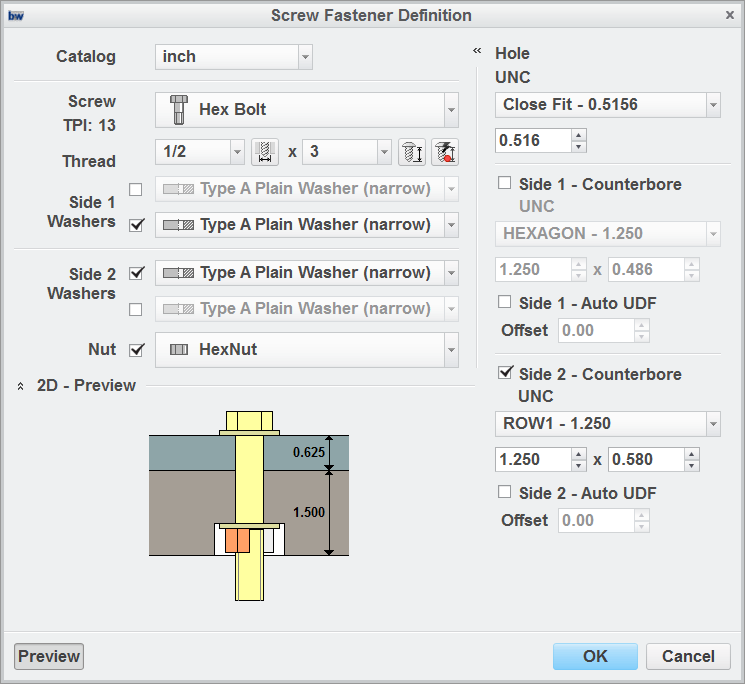 bw
Screw Fastener Definition
x
Catalog
inch
Screw
TPI: 13
Hex Bolt
Thread
1/2
x
3
Side 1
Washers
Type A Plain Washer (narrow)
Type A Plain Washer (narrow)
Side 2
Washers
Type A Plain Washer (narrow)
Type A Plain Washer (narrow)
Nut
HexNut
2D - Preview
0.625
1.500
Hole
UNC
Close Fit - 0.5156
0.516
Side 1 - Counterbore
UNC
HEXAGON - 1.250
1.250 x 0.486
Side 1 - Auto UDF
Offset 0.00
Side 2 - Counterbore
UNC
ROW1 - 1.250
1.250 x 0.580
Side 2 - Auto UDF
Offset 0.00
Preview
OK
Cancel